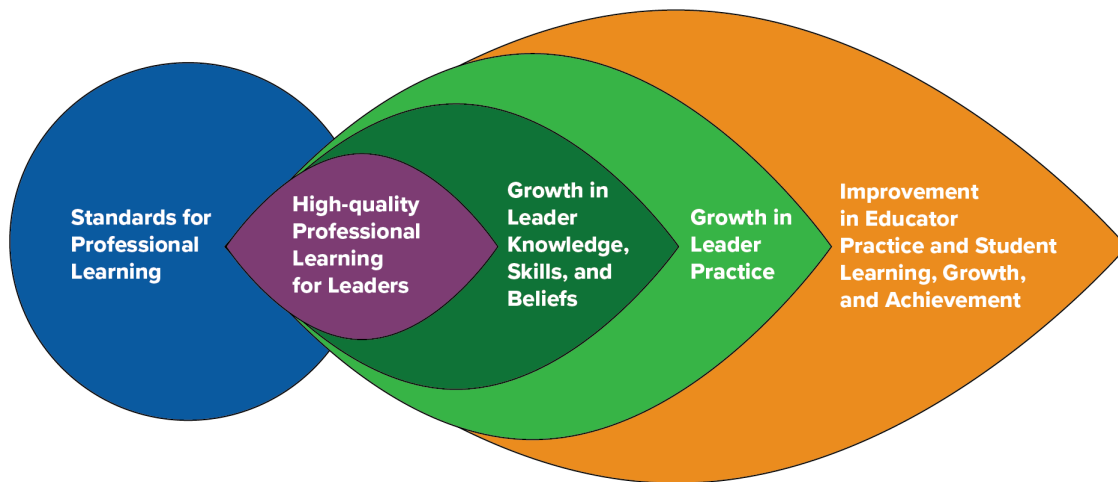 Standards for
Professional
Learning
High-quality
Professional
Learning
for Leaders
Growth in
Leader
Knowledge,
Skills, and
Beliefs
Growth in
Leader
Practice
Improvement
in Educator
Practice and Student
Learning, Growth,
and Achievement